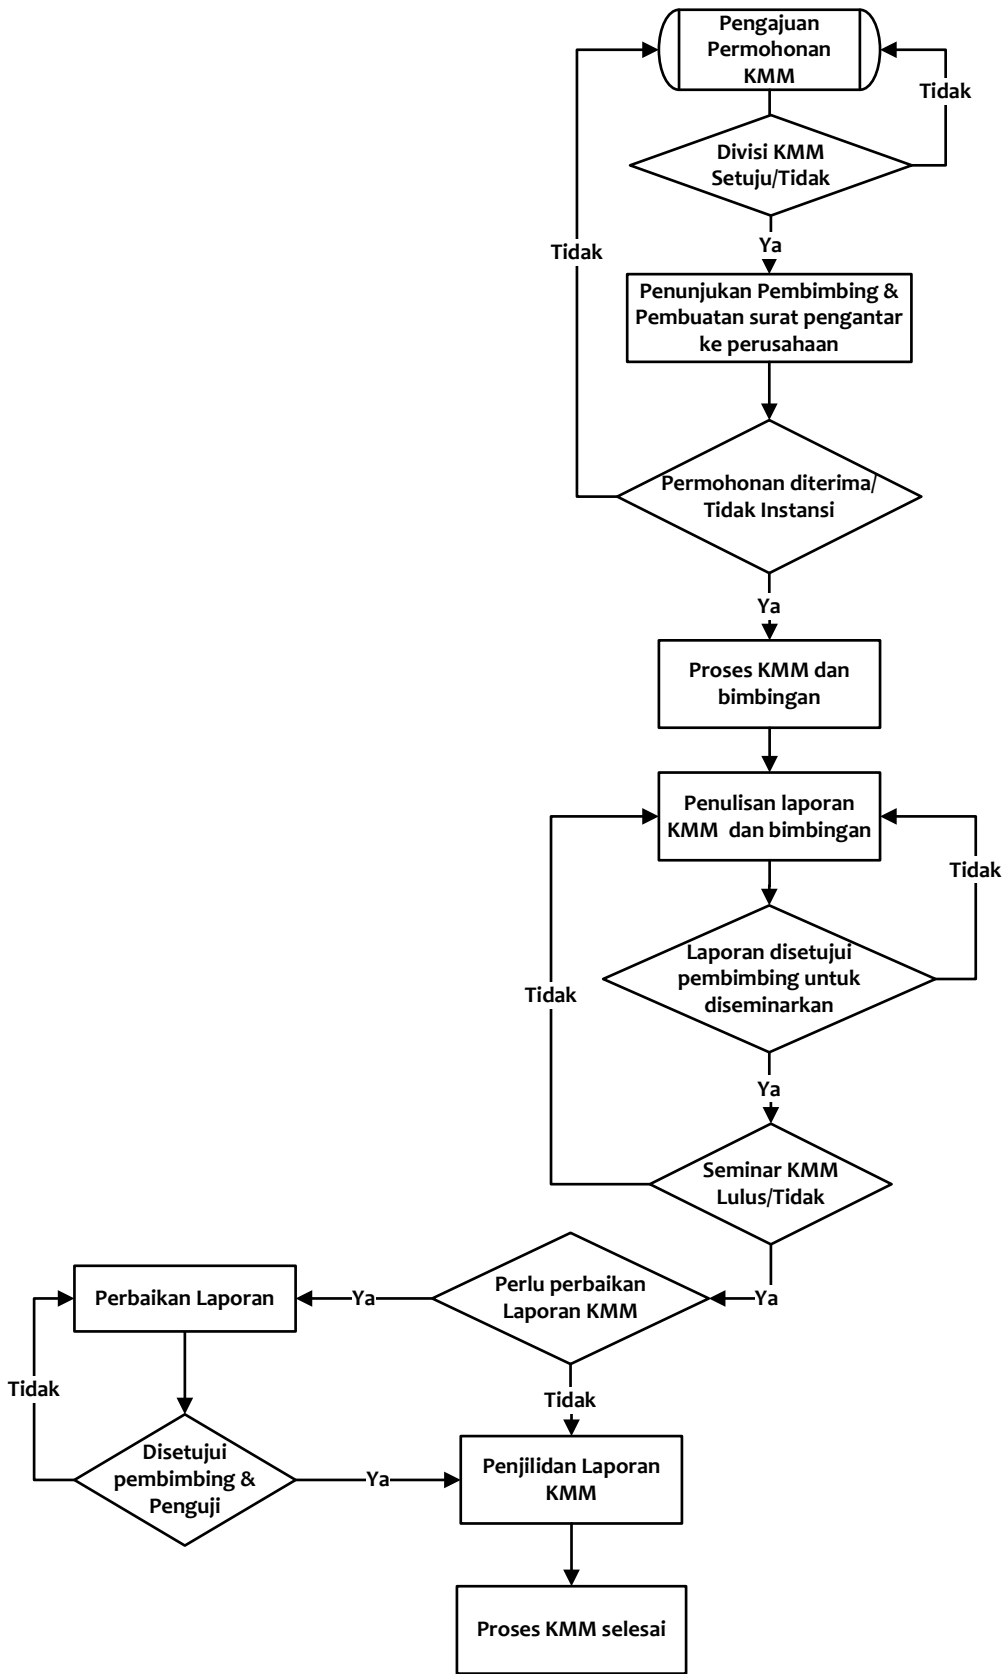 Pengajuan
Permohonan
KMM
Tidak
Divisi KMM
Setuju/Tidak
Ya
Tidak
Penunjukan Pembimbing &
Pembuatan surat pengantar
ke perusahaan
Permohonan diterima/
Tidak Instansi
Ya
Proses KMM dan
bimbingan
Penulisan laporan
KMM dan bimbingan
Tidak
Laporan disetujui
pembimbing untuk
diseminarkan
Tidak
Ya
Seminar KMM
Lulus/Tidak
Ya
Perlu perbaikan
Laporan KMM
Ya
Perbaikan Laporan
Tidak
Tidak
Disetujui
pembimbing &
Penguji
Ya
Penjilidan Laporan
KMM
Proses KMM selesai